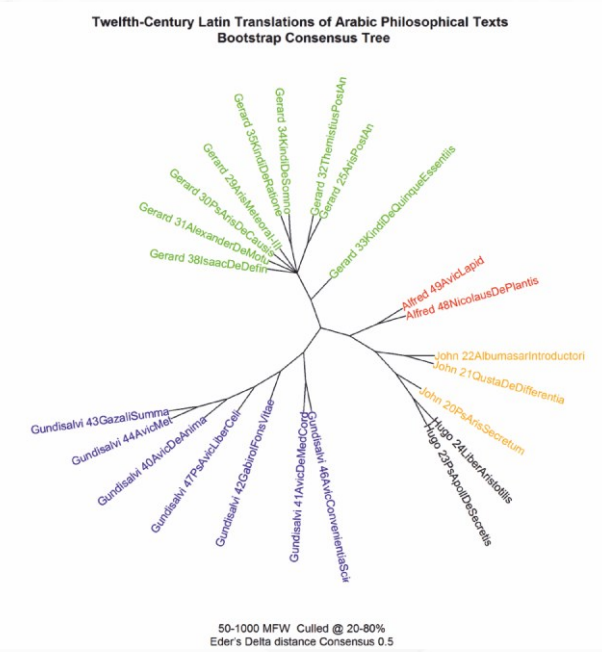 Twelfth-Century Latin Translations of Arabic Philosophical Texts
Bootstrap Consensus Tree
Gerard 35KindiDeRatione
Gerard 34KindiDeSomno
Gerard 32ThemistiusPostAn
Gerard 25ArisPostAn
Gerard 29ArisMeteoraI-III
Gerard 30PsArisDeCausis
Gerard 31AlexanderDeMotu
Gerard 38IsaacDeDefin
Gerard 33KindiDeQuinqueEssentiis
Alfred 49AvicLapid
Alfred 48NicolausDePlantis
John 22AlbumasarIntroductori
John 21QustaDeDifferentia
John 20PsArisSecretum
Hugo 24LiberAristotilis
Hugo 23PsApollDeSecretis
Gundisalvi 43GazaliSumma
Gundisalvi 44AvicMet
Gundisalvi 40AvicDeAnima
Gundisalvi 47PsAvicLiberCeli
Gundisalvi 42GabirolFonsVitae
Gundisalvi 41AvicDeMedCord
Gundisalvi 46AvicConvenientiaScir
50-1000 MFW Culled @ 20-80%
Eder's Delta distance Consensus 0.5